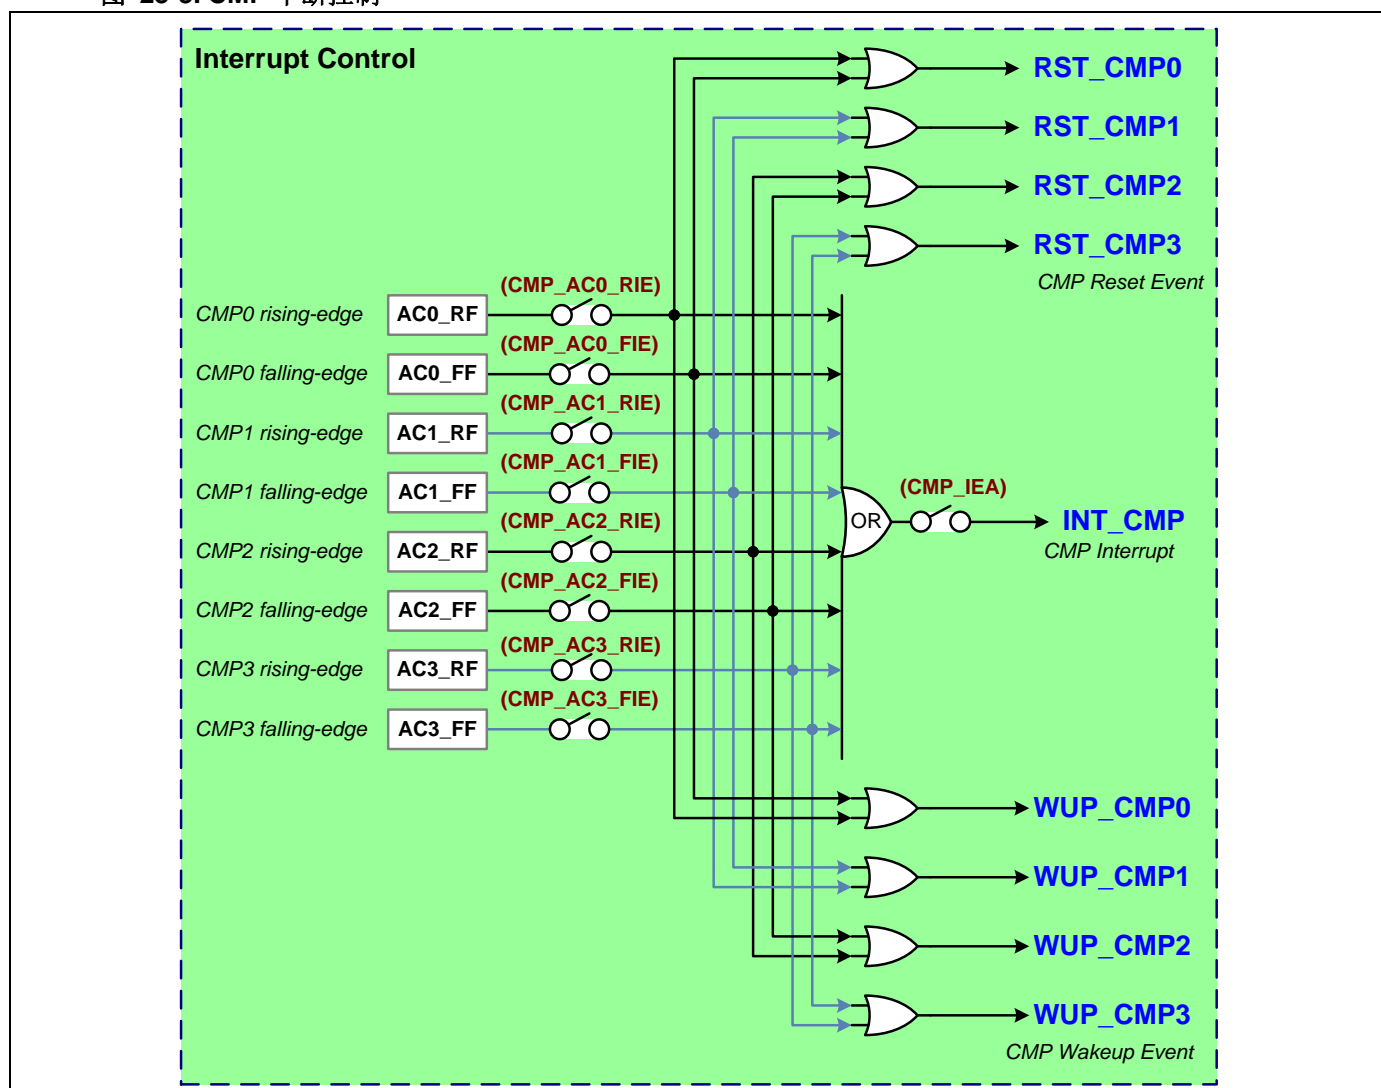 CMP
Interrupt Control
RST_CMP0
RST_CMP1
RST_CMP2
RST_CMP3
CMP Reset Event
(CMP_AC0_RIE)
CMP0 rising-edge AC0_RF
(CMP_AC0_FIE)
CMP0 falling-edge AC0_FF
(CMP_AC1_RIE)
CMP1 rising-edge AC1_RF
(CMP_AC1_FIE)
CMP1 falling-edge AC1_FF
(CMP_IEA)
OR INT_CMP
CMP Interrupt
(CMP_AC2_RIE)
CMP2 rising-edge AC2_RF
(CMP_AC2_FIE)
CMP2 falling-edge AC2_FF
(CMP_AC3_RIE)
CMP3 rising-edge AC3_RF
(CMP_AC3_FIE)
CMP3 falling-edge AC3_FF
WUP_CMP0
WUP_CMP1
WUP_CMP2
WUP_CMP3
CMP Wakeup Event